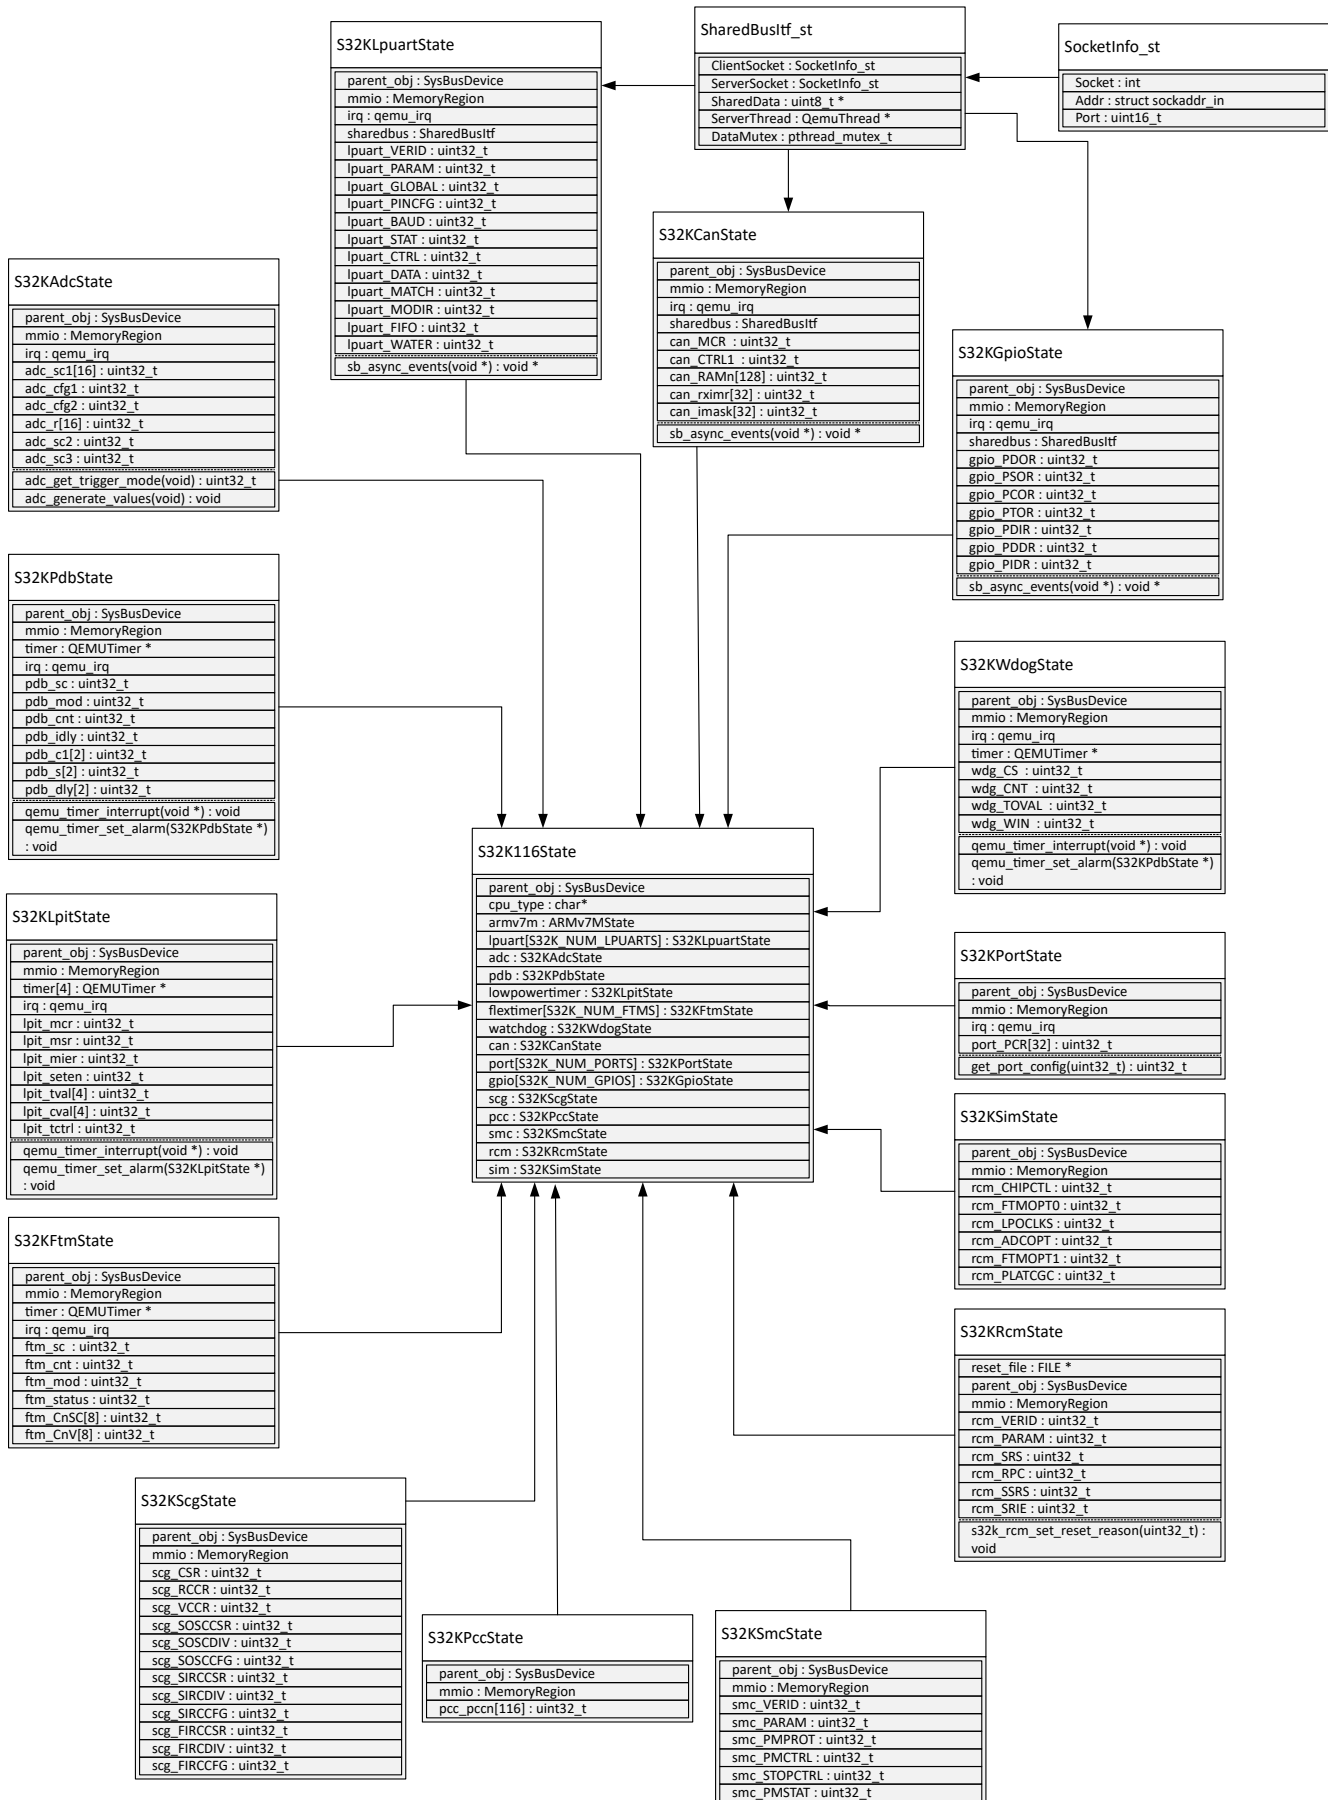 S32KLpuartState
parent_obj : SysBusDevice
mmio : MemoryRegion
irq : qemu_irq
sharedbus : SharedBusItf
lpuart_VERID : uint32_t
lpuart_PARAM : uint32_t
lpuart_GLOBAL : uint32_t
lpuart_PINCFG : uint32_t
lpuart_BAUD : uint32_t
lpuart_STAT : uint32_t
lpuart_CTRL : uint32_t
lpuart_DATA : uint32_t
lpuart_MATCH : uint32_t
lpuart_MODIR : uint32_t
lpuart_FIFO : uint32_t
lpuart_WATER : uint32_t
sb_async_events(void *) : void *
SharedBusItf_st
ClientSocket : SocketInfo_st
ServerSocket : SocketInfo_st
SharedData : uint8_t *
ServerThread : QemuThread *
DataMutex : pthread_mutex_t
SocketInfo_st
Socket : int
Addr : struct sockaddr_in
Port : uint16_t
S32KCanState
parent_obj : SysBusDevice
mmio : MemoryRegion
irq : qemu_irq
sharedbus : SharedBusItf
can_MCR : uint32_t
can_CTRL1 : uint32_t
can_RAMn[128] : uint32_t
can_rximr[32] : uint32_t
can_imask[32] : uint32_t
sb_async_events(void *) : void *
S32KAdcState
parent_obj : SysBusDevice
mmio : MemoryRegion
irq : qemu_irq
adc_sc1[16] : uint32_t
adc_cfg1 : uint32_t
adc_cfg2 : uint32_t
adc_r[16] : uint32_t
adc_sc2 : uint32_t
adc_sc3 : uint32_t
adc_get_trigger_mode(void) : uint32_t
adc_generate_values(void) : void
S32KGpioState
parent_obj : SysBusDevice
mmio : MemoryRegion
irq : qemu_irq
sharedbus : SharedBusItf
gpio_PDOR : uint32_t
gpio_PSOR : uint32_t
gpio_PCOR : uint32_t
gpio_PTOR : uint32_t
gpio_PDIR : uint32_t
gpio_PDDR : uint32_t
gpio_PIDR : uint32_t
sb_async_events(void *) : void *
S32KPdbState
parent_obj : SysBusDevice
mmio : MemoryRegion
timer : QEMUTimer *
irq : qemu_irq
pdb_sc : uint32_t
pdb_mod : uint32_t
pdb_cnt : uint32_t
pdb_idly : uint32_t
pdb_c1[2] : uint32_t
pdb_s[2] : uint32_t
pdb_dly[2] : uint32_t
qemu_timer_interrupt(void *) : void
qemu_timer_set_alarm(S32KPdbState *)
: void
S32KWdogState
parent_obj : SysBusDevice
mmio : MemoryRegion
irq : qemu_irq
timer : QEMUTimer *
wdg_CS : uint32_t
wdg_CNT : uint32_t
wdg_TOVAL : uint32_t
wdg_WIN : uint32_t
qemu_timer_interrupt(void *) : void
qemu_timer_set_alarm(S32KPdbState *)
: void
S32K116State
parent_obj : SysBusDevice
cpu_type : char*
armv7m : ARMv7MState
lpuart[S32K_NUM_LPUARTS] : S32KLpuartState
adc : S32KAdcState
pdb : S32KPdbState
lowpowertimer : S32KLpitState
flextimer[S32K_NUM_FTMS] : S32KFtmState
watchdog : S32KWdogState
can : S32KCanState
port[S32K_NUM_PORTS] : S32KPortState
gpio[S32K_NUM_GPIOS] : S32KGpioState
scg : S32KScgState
pcc : S32KPccState
smc : S32KSmcState
rcm : S32KRcmState
sim : S32KSimState
S32KLpitState
parent_obj : SysBusDevice
mmio : MemoryRegion
timer[4] : QEMUTimer *
irq : qemu_irq
lpit_mcr : uint32_t
lpit_msr : uint32_t
lpit_mier : uint32_t
lpit_seten : uint32_t
lpit_tval[4] : uint32_t
lpit_cval[4] : uint32_t
lpit_tctrl : uint32_t
qemu_timer_interrupt(void *) : void
qemu_timer_set_alarm(S32KLpitState *)
: void
S32KPortState
parent_obj : SysBusDevice
mmio : MemoryRegion
irq : qemu_irq
port_PCR[32] : uint32_t
get_port_config(uint32_t) : uint32_t
S32KSimState
parent_obj : SysBusDevice
mmio : MemoryRegion
rcm_CHIPCTL : uint32_t
rcm_FTMOPT0 : uint32_t
rcm_LPOCLKS : uint32_t
rcm_ADCOPT : uint32_t
rcm_FTMOPT1 : uint32_t
rcm_PLATCGC : uint32_t
S32KFtmState
parent_obj : SysBusDevice
mmio : MemoryRegion
timer : QEMUTimer *
irq : qemu_irq
ftm_sc : uint32_t
ftm_cnt : uint32_t
ftm_mod : uint32_t
ftm_status : uint32_t
ftm_CnSC[8] : uint32_t
ftm_CnV[8] : uint32_t
S32KRcmState
reset_file : FILE *
parent_obj : SysBusDevice
mmio : MemoryRegion
rcm_VERID : uint32_t
rcm_PARAM : uint32_t
rcm_SRS : uint32_t
rcm_RPC : uint32_t
rcm_SSRS : uint32_t
rcm_SRIE : uint32_t
s32k_rcm_set_reset_reason(uint32_t) :
void
S32KScgState
parent_obj : SysBusDevice
mmio : MemoryRegion
scg_CSR : uint32_t
scg_RCCR : uint32_t
scg_VCCR : uint32_t
scg_SOSCCSR : uint32_t
scg_SOSCDIV : uint32_t
scg_SOSCCFG : uint32_t
scg_SIRCCSR : uint32_t
scg_SIRCDIV : uint32_t
scg_SIRCCFG : uint32_t
scg_FIRCCSR : uint32_t
scg_FIRCDIV : uint32_t
scg_FIRCCFG : uint32_t
S32KPccState
parent_obj : SysBusDevice
mmio : MemoryRegion
pcc_pccn[116] : uint32_t
S32KSmcState
parent_obj : SysBusDevice
mmio : MemoryRegion
smc_VERID : uint32_t
smc_PARAM : uint32_t
smc_PMPROT : uint32_t
smc_PMCTRL : uint32_t
smc_STOPCTRL : uint32_t
smc_PMSTAT : uint32_t